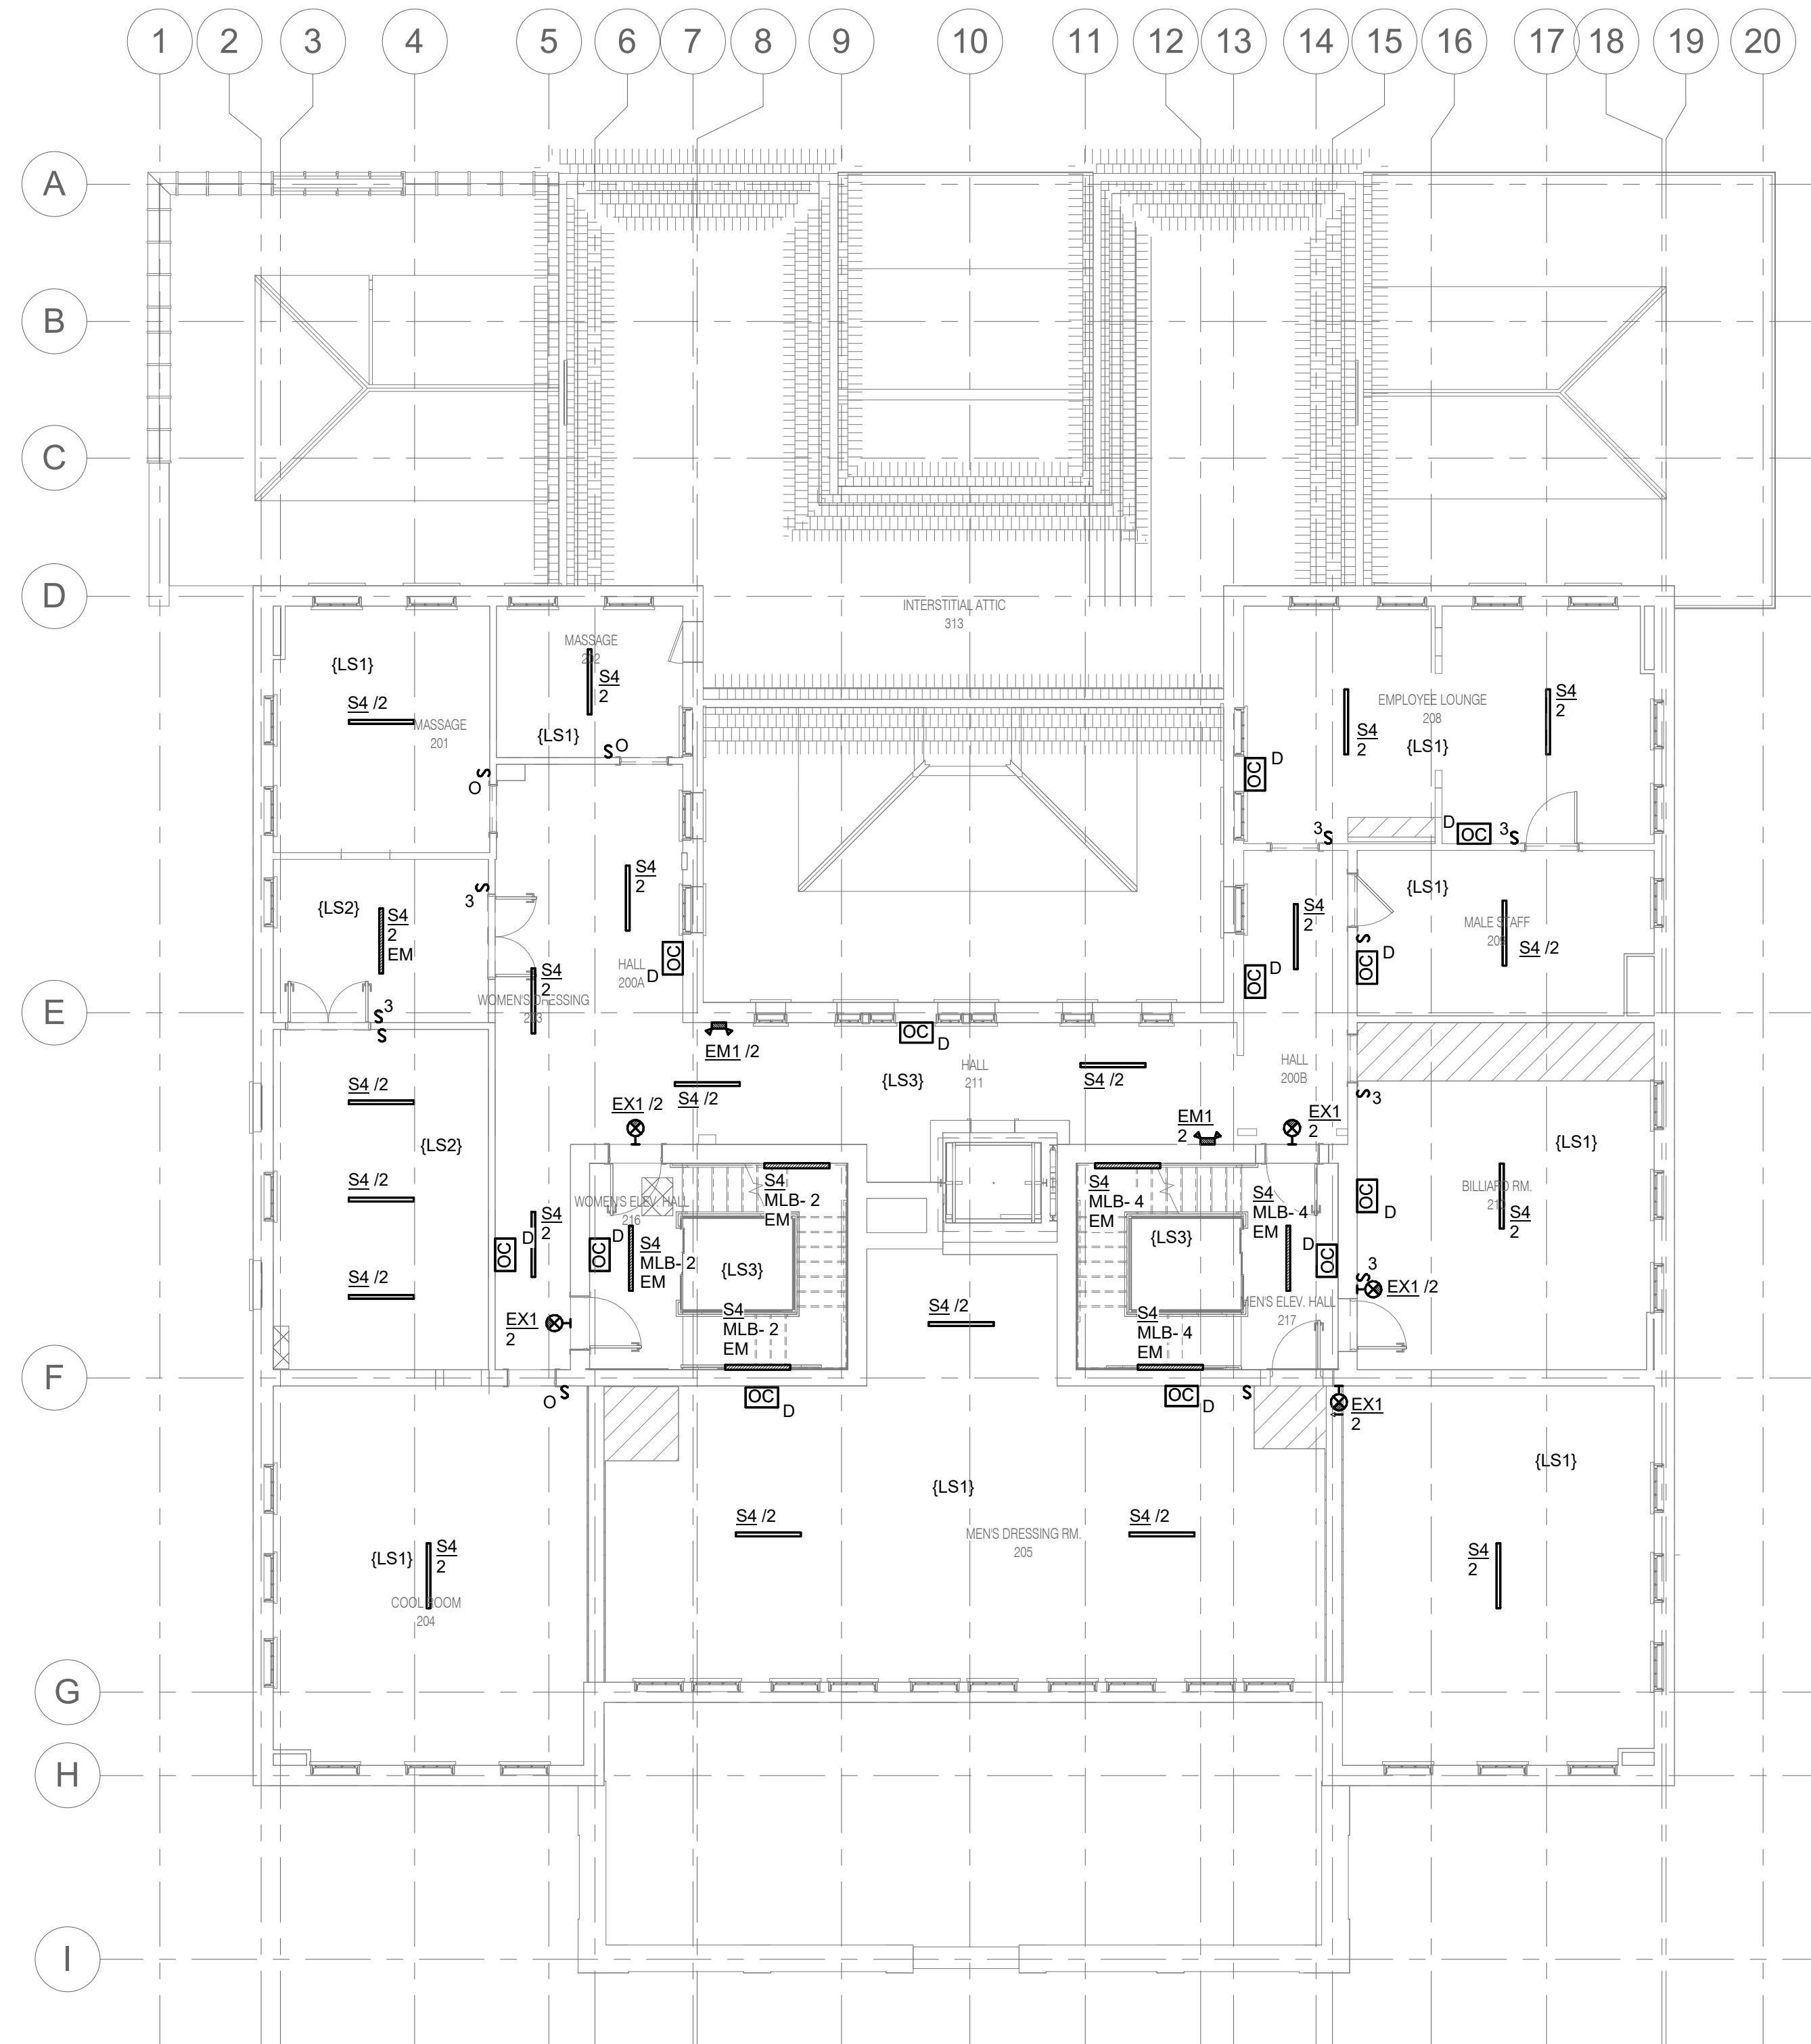 1 2 3 4 5 6 7 8 9 10 11 12 13 14 15 16 17 18 19 20
A
B
C
D
INTERSTITIAL ATTIC
313
MASSAGE
{LS1}
S4
2
S4 /2
MASSAGE
201
{LS1}
S O
S
O
EMPLOYEE LOUNGE
208
S4
2
S4
2
{LS1}
OC D
3 S
D OC
3 S
S4
2
S
3
{LS2}
S4
2
EM
{LS1}
S4
2
MALE STAFF
S4 /2
S
OC D
OC D
OC
D
HALL
200A
S4
2
WOMEN'S DRESSING
S 3
S
E
EM1 /2
OC
D
HALL
211
{LS3}
S4 /2
S4 /2
HALL
200B
S4 /2
EX1 /2
EM1
2
EX1
2
S 3
{LS2}
{LS1}
S4 /2
WOMEN'S ELEV. HALL
216
S4
MLB- 2
EM
S4
MLB- 4
EM
S4
MLB- 4
EM
OC
D
BILLIARD RM.
S4
2
S4
2
OC D
OC D
S4
MLB- 2
EM
{LS3}
{LS3}
D
OC
S4 /2
3
S
EX1 /2
MEN'S ELEV. HALL
217
EX1
2
S4
MLB- 2
EM
S4 /2
S4
MLB- 4
EM
F
O S
OC
D
OC
D
S
EX1
2
{LS1}
{LS1}
S4 /2
S4 /2
MEN'S DRESSING RM.
205
{LS1}
S4
2
S4
2
COOL ROOM
204
G
H
I